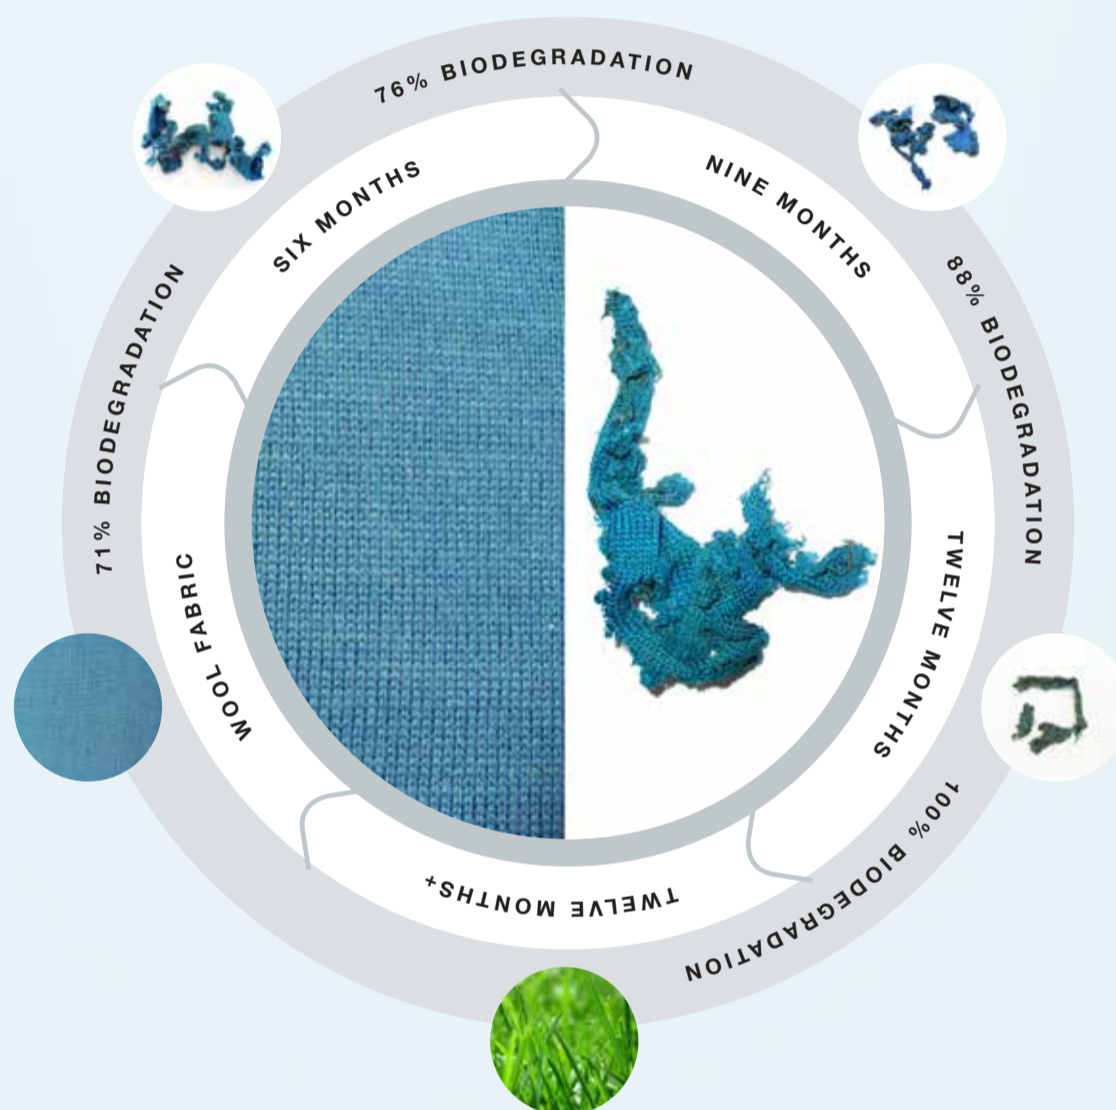 WOOL FABRIC
71% BIODEGRADATION
SIX MONTHS
76% BIODEGRADATION
NINE MONTHS
88% BIODEGRADATION
TWELVE MONTHS
100% BIODEGRADATION
TWELVE MONTHS+